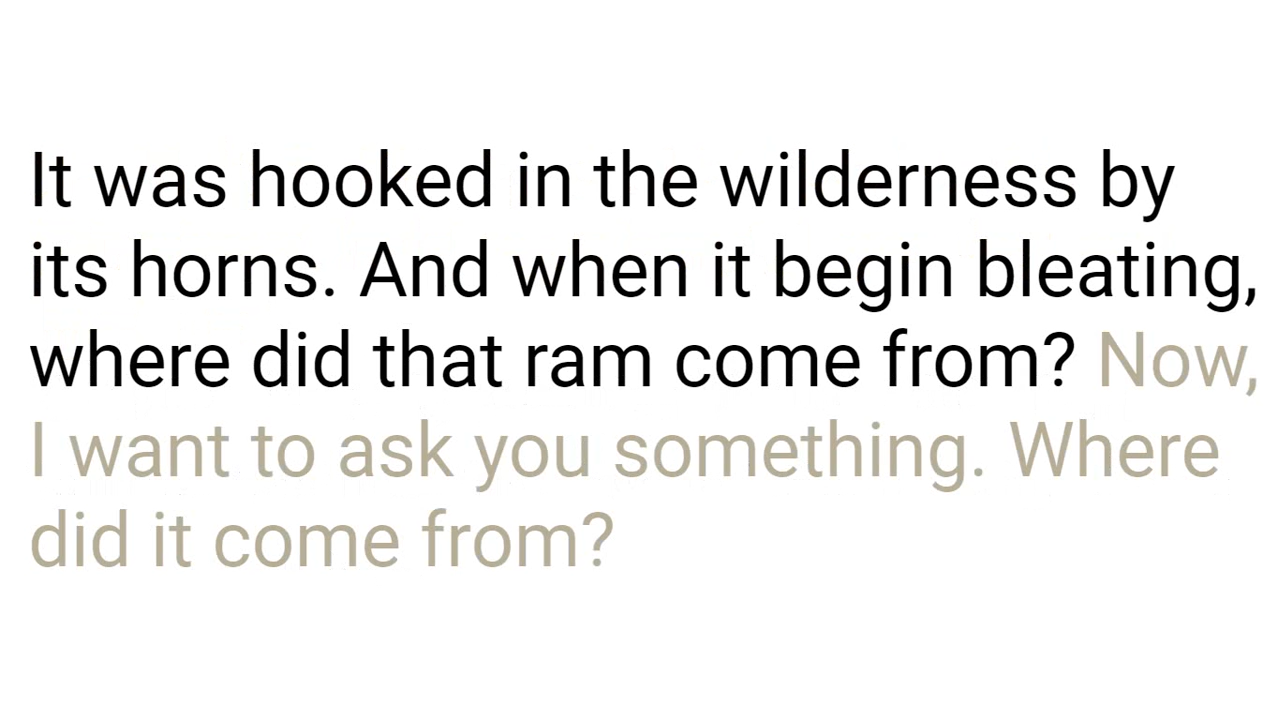 It was hooked in the wilderness by
its horns. And when it begin bleating,
where did that ram come from? Now,
I want to ask you something. Where
did it come from?